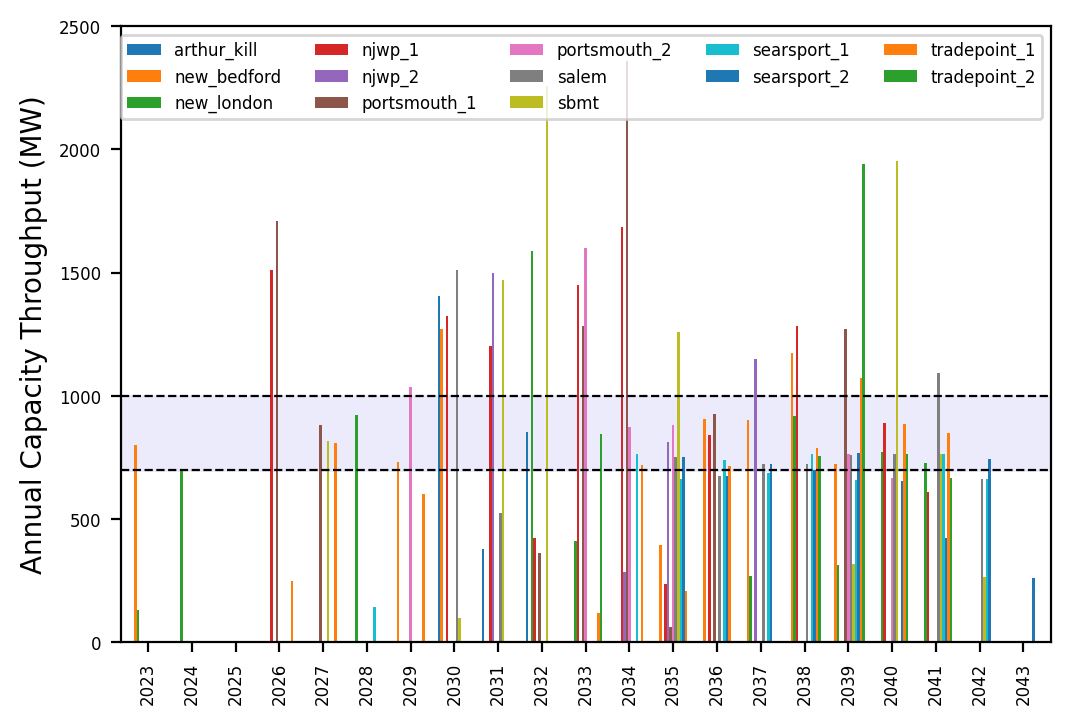 Annual Capacity Throughput (MW)
2500
2000
1500
1000
500
0
arthur_kill
new_bedford
new_london
njwp_1
njwp_2
portsmouth_1
portsmouth_2
salem
sbmt
searsport_1
searsport_2
tradepoint_1
tradepoint_2
2023
2024
2025
2026
2027
2028
2029
2030
2031
2032
2033
2034
2035
2036
2037
2038
2039
2040
2041
2042
2043